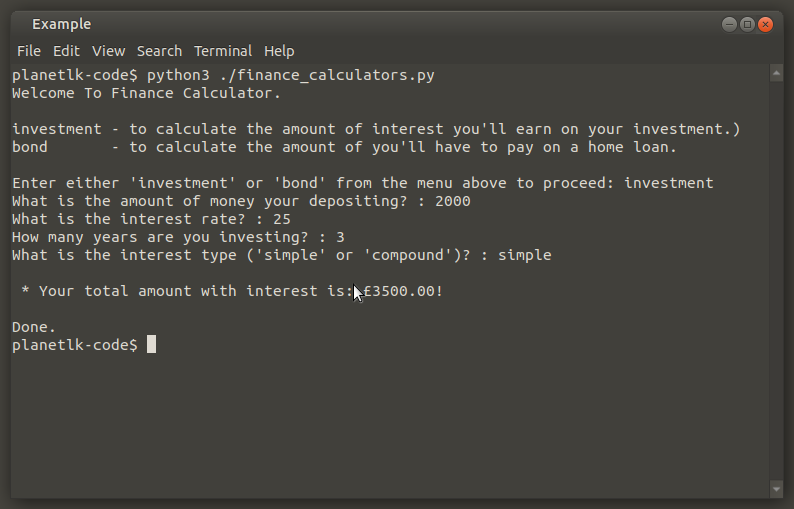 Example
File Edit View Search Terminal Help
planetlk-code$ python3 ./finance_calculators.py
Welcome To Finance Calculator.
investment - to calculate the amount of interest you'll earn on your investment.)
bond       - to calculate the amount of you'll have to pay on a home loan.
Enter either 'investment' or 'bond' from the menu above to proceed: investment
What is the amount of money your depositing? : 2000
What is the interest rate? : 25
How many years are you investing? : 3
What is the interest type ('simple' or 'compound')? : simple
* Your total amount with interest is: £3500.00!
Done.
planetlk-code$